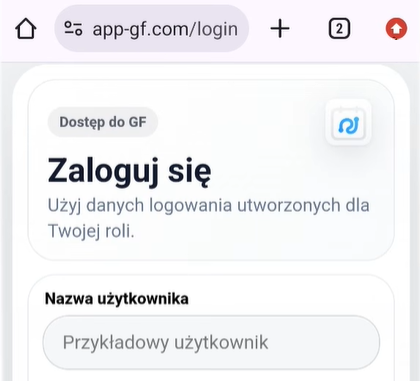 app-gf.com/login
2
Dostęp do GF
Zaloguj się
Użyj danych logowania utworzonych dla
Twojej roli.
Nazwa użytkownika
Przykładowy użytkownik